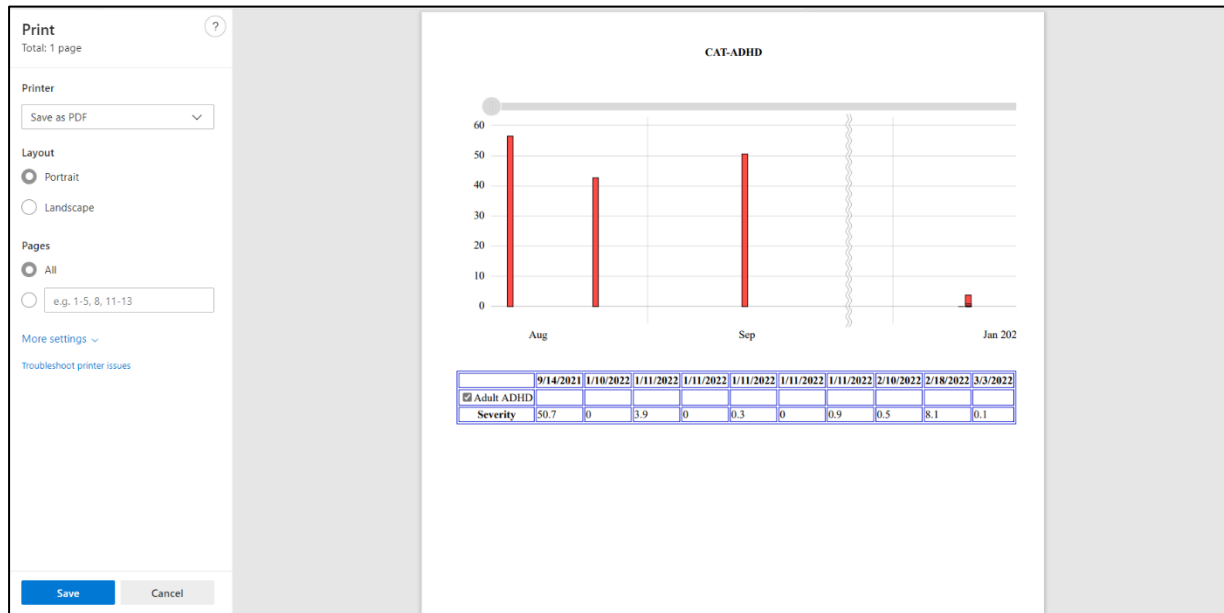 Print
?
Total: 1 page
Printer
Save as PDF
Layout
Portrait
Landscape
Pages
All
e.g. 1-5, 8, 11-13
More settings
Troubleshoot printer issues
Save
Cancel
CAT-ADHD
60
50
40
30
20
10
0
Aug
Sep
Jan 202
9/14/2021 1/10/2022 1/11/2022 1/11/2022 1/11/2022 1/11/2022 1/11/2022 2/10/2022 2/18/2022 3/3/2022
Adult ADHD
Severity 50.7 0 3.9 0 0.3 0 0.9 0.5 8.1 0.1